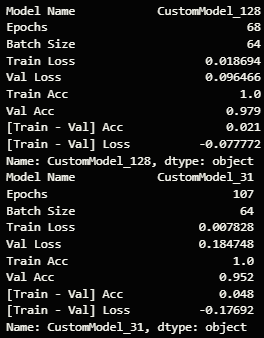 Model Name CustomModel_128
Epochs 68
Batch Size 64
Train Loss 0.018694
Val Loss 0.096466
Train Acc 1.0
Val Acc 0.979
[Train - Val] Acc 0.021
[Train - Val] Loss -0.077772
Name: CustomModel_128, dtype: object
Model Name CustomModel_31
Epochs 107
Batch Size 64
Train Loss 0.007828
Val Loss 0.184748
Train Acc 1.0
Val Acc 0.952
[Train - Val] Acc 0.048
[Train - Val] Loss -0.17692
Name: CustomModel_31, dtype: object